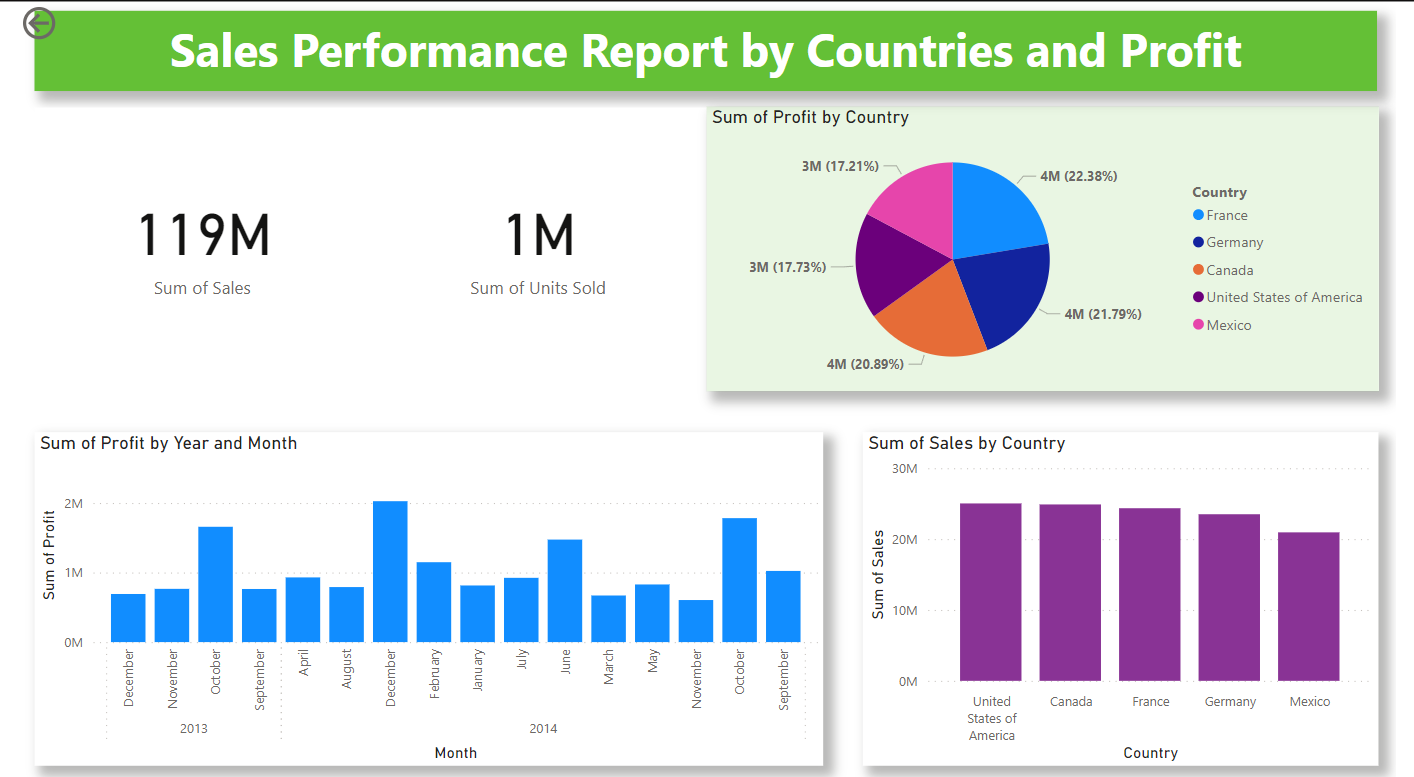 Sales Performance Report by Countries and Profit
119M
Sum of Sales
1M
Sum of Units Sold
Sum of Profit by Country
3M (17.21%)
4M (22.38%)
3M (17.73%)
4M (21.79%)
4M (20.89%)
Country
France
Germany
Canada
United States of America
Mexico
Sum of Profit by Year and Month
Sum of Profit
2M
1M
0M
December
November
October
September
April
August
December
February
January
July
June
March
May
November
October
September
2013
2014
Month
Sum of Sales by Country
Sum of Sales
30M
20M
10M
0M
United
States of
America
Canada
France
Germany
Mexico
Country